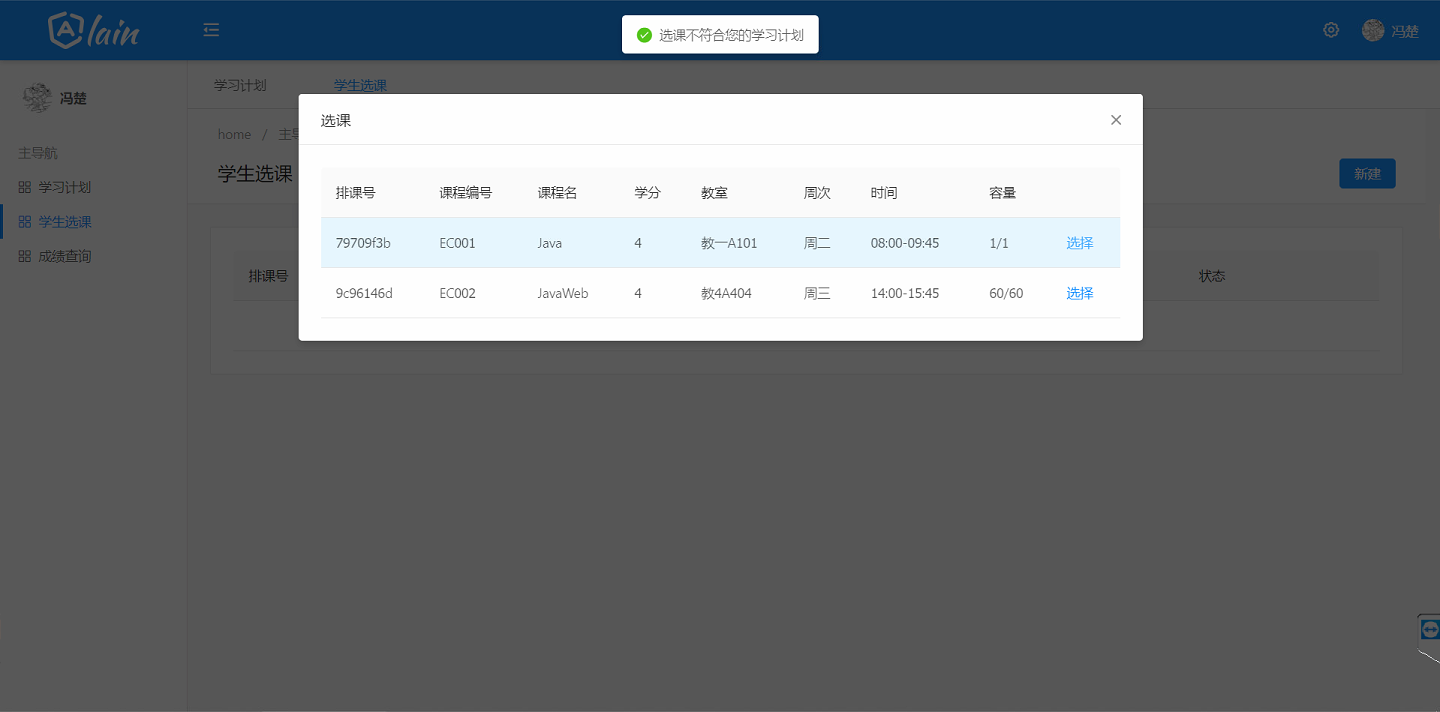 Alain
选课不符合您的学习计划
冯楚
冯楚
学习计划 学生选课
home / 主导
选课
学生选课
新建
主导航
学习计划
学生选课
成绩查询
排课号 课程编号 课程名 学分 教室 周次 时间 容量
79709f3b EC001 Java 4 教一A101 周二 08:00-09:45 1/1 选择
9c96146d EC002 JavaWeb 4 教4A404 周三 14:00-15:45 60/60 选择
排课号 状态